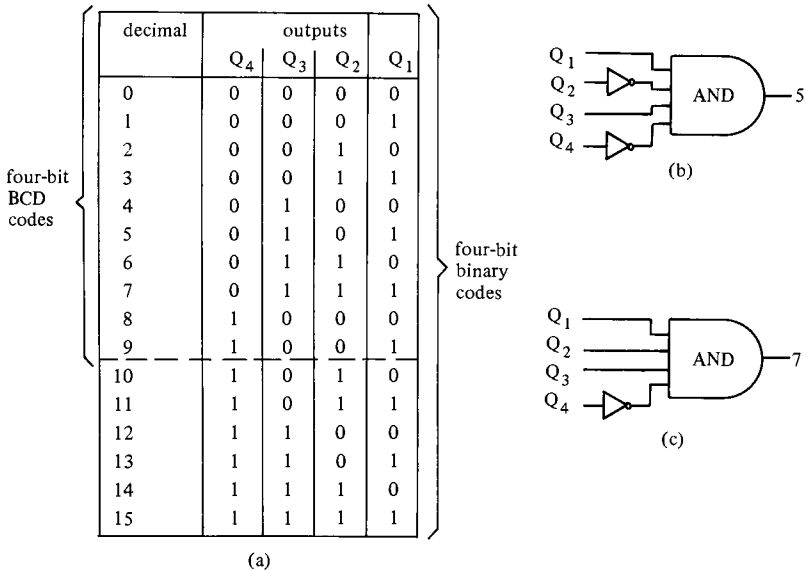 decimal outputs
Q4 Q3 Q2 Q1
0 0 0 0 0
1 0 0 0 1
2 0 0 1 0
3 0 0 1 1
4 0 1 0 0
5 0 1 0 1
6 0 1 1 0
7 0 1 1 1
8 1 0 0 0
9 1 0 0 1
10 1 0 1 0
11 1 0 1 1
12 1 1 0 0
13 1 1 0 1
14 1 1 1 0
15 1 1 1 1
four-bit
BCD
codes
four-bit
binary
codes
(a)
Q1
Q2
Q3
Q4
AND
5
(b)
Q1
Q2
Q3
Q4
AND
7
(c)